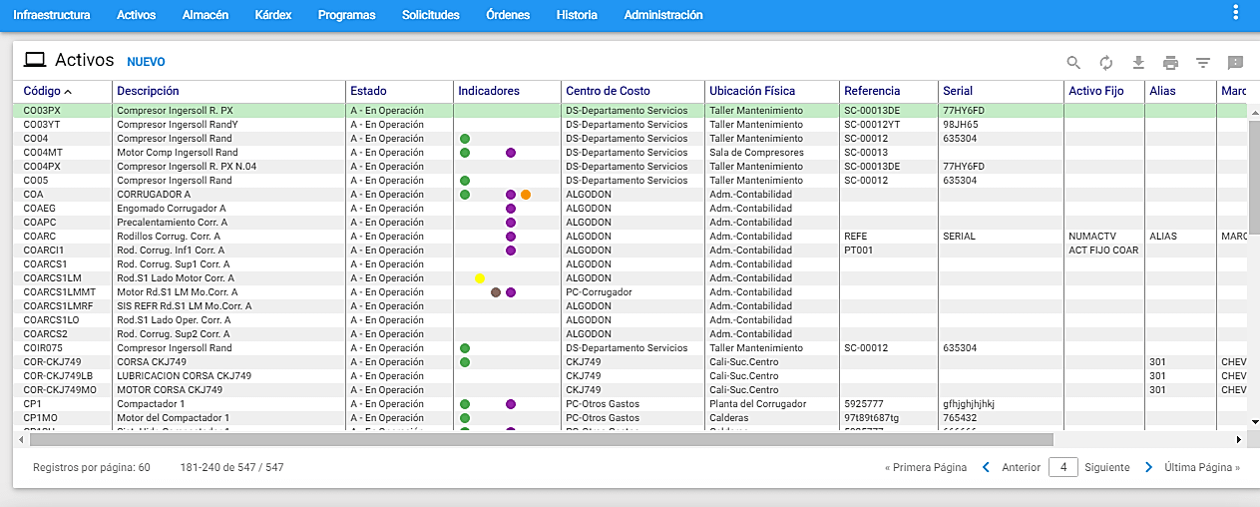 Infraestructura Activos Almacén Kárdex Programas Solicitudes Órdenes Historia Administración
Activos NUEVO
Código Descripción Estado Indicadores Centro de Costo Ubicación Física Referencia Serial Activo Fijo Alias Marc
CO03PX Compresor Ingersoll R. PX A - En Operación DS-Departamento Servicios Taller Mantenimiento SC-00013DE 77HY6FD
CO03YT Compresor Ingersoll RandY A - En Operación DS-Departamento Servicios Taller Mantenimiento SC-00012YT 98JH65
CO04 Compresor Ingersoll Rand A - En Operación DS-Departamento Servicios Taller Mantenimiento SC-00012 635304
CO04MT Motor Comp Ingersoll Rand A - En Operación DS-Departamento Servicios Sala de Compresores SC-00013
CO04PX Compresor Ingersoll R. PX N.04 A - En Operación DS-Departamento Servicios Taller Mantenimiento SC-00013DE 77HY6FD
CO05 Compresor Ingersoll Rand A - En Operación DS-Departamento Servicios Taller Mantenimiento SC-00012 635304
COA CORRUGADOR A A - En Operación ALGODON Adm.-Contabilidad
COAEG Engomado Corrugador A A - En Operación ALGODON Adm.-Contabilidad
COAPC Precalentamiento Corr. A A - En Operación ALGODON Adm.-Contabilidad
COARC Rodillos Corrug. Corr. A A - En Operación ALGODON Adm.-Contabilidad REFE SERIAL NUMACTV ALIAS MARC
COARCI1 Rod. Corrug. Inf1 Corr. A A - En Operación ALGODON Adm.-Contabilidad PT001 ACT FIJO COAR
COARCS1 Rod. Corrug. Sup1 Corr. A A - En Operación ALGODON Adm.-Contabilidad
COARCS1LM Rod.S1 Lado Motor Corr. A A - En Operación ALGODON Adm.-Contabilidad
COARCS1LMMT Motor Rd.S1 LM Mo.Corr. A A - En Operación PC-Corrugador Adm.-Contabilidad
COARCS1LMRF SIS REFR Rd.S1 LM Mo.Corr. A A - En Operación ALGODON Adm.-Contabilidad
COARCS1LO Rod.S1 Lado Oper. Corr. A A - En Operación ALGODON Adm.-Contabilidad
COARCS2 Rod. Corrug. Sup2 Corr. A A - En Operación ALGODON Adm.-Contabilidad
COIR075 Compresor Ingersoll Rand A - En Operación DS-Departamento Servicios Taller Mantenimiento SC-00012 635304
COR-CKJ749 CORSA CKJ749 A - En Operación CKJ749 Cali-Suc.Centro 301 CHEV
COR-CKJ749LB LUBRICACION CORSA CKJ749 A - En Operación CKJ749 Cali-Suc.Centro 301 CHEV
COR-CKJ749MO MOTOR CORSA CKJ749 A - En Operación CKJ749 Cali-Suc.Centro 301 CHEV
CP1 Compactador 1 A - En Operación PC-Otros Gastos Planta del Corrugador 5925777 gfhjghjhjhkj
CP1MO Motor del Compactador 1 A - En Operación PC-Otros Gastos Calderas 97t89t687tg 765432
A - En Operación PC-Otros Gastos Calderas
Registros por página: 60 181-240 de 547 / 547 « Primera Página Anterior 4 Siguiente Última Página »